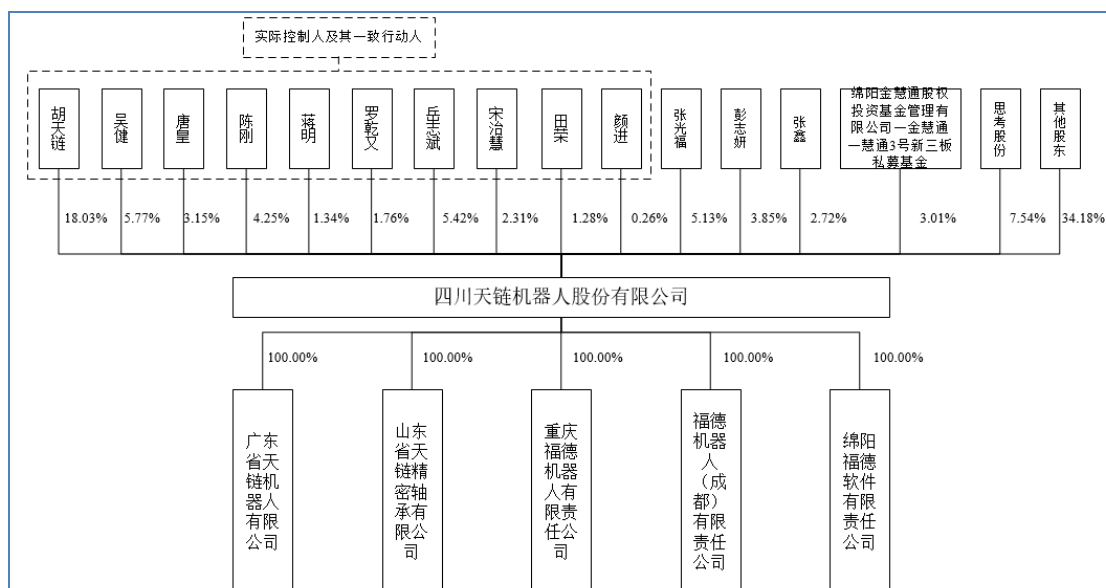 实际控制人及其一致行动人
胡天链
吴健
唐皇
陈刚
蒋明
罗乾又
岳志斌
宋治慧
田荣
颜进
张光福
彭志妍
张鑫
绵阳金慧通股权
投资基金管理有
限公司一金慧通
一慧通3号新三板
私募基金
思考股份
其他股东
18.03%
5.77%
3.15%
4.25%
1.34%
1.76%
5.42%
2.31%
1.28%
0.26%
5.13%
3.85%
2.72%
3.01%
7.54%
34.18%
四川天链机器人股份有限公司
100.00%
100.00%
100.00%
100.00%
100.00%
广东
省天
链机
器人
有限
公司
山东
省天
链精
密轴
承有
限公
司
重庆
福德
机器
人有
限责
任公
司
福德
机器
人
（成
都）
有限
责任
公司
绵阳
福德
软件
有限
责任
公司